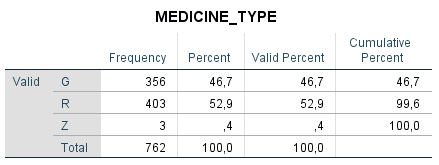 MEDICINE_TYPE
Frequency Percent Valid Percent Cumulative Percent
Valid G 356 46,7 46,7 46,7
R 403 52,9 52,9 99,6
Z 3 ,4 ,4 100,0
Total 762 100,0 100,0